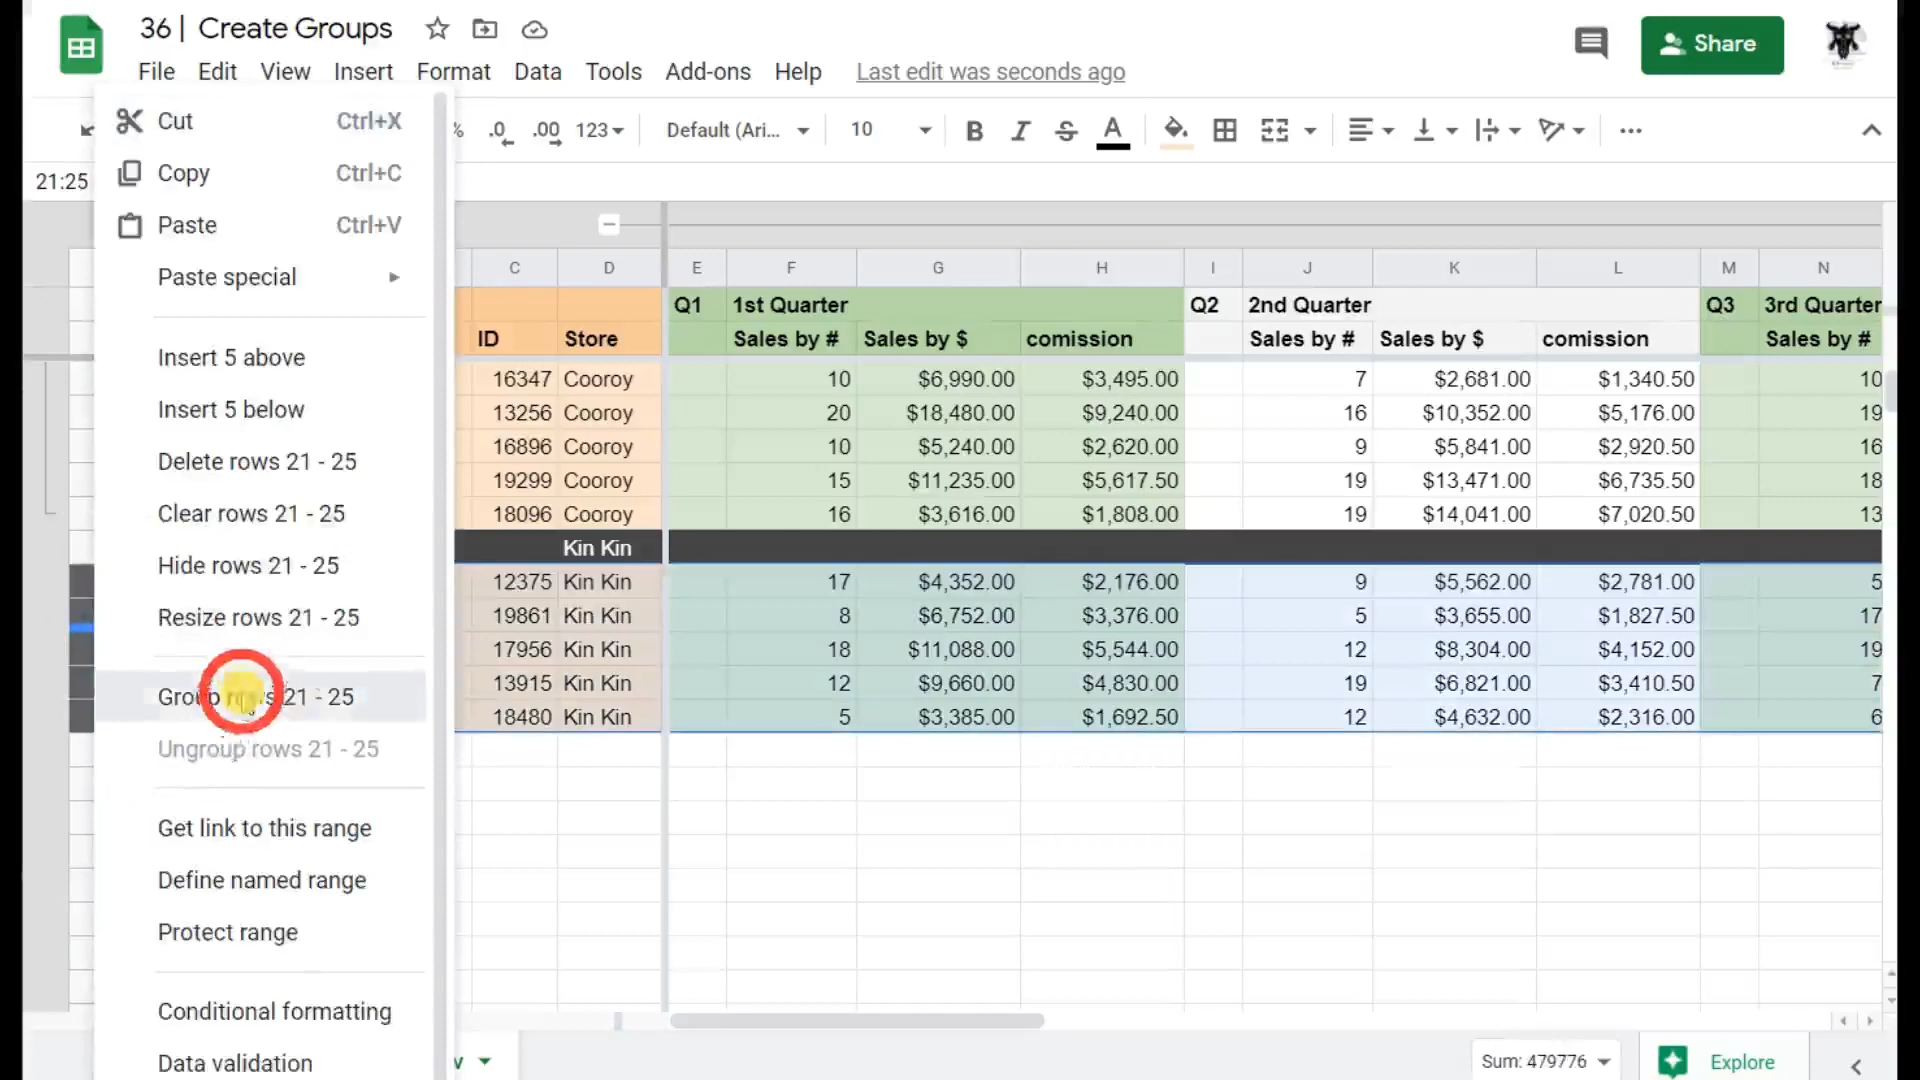 36 | Create Groups
File Edit View Insert Format Data Tools Add-ons Help Last edit was seconds ago
Share
% .0 .00 123 Default (Ari... 10 B I S A
21:25
Cut Ctrl+X
Copy Ctrl+C
Paste Ctrl+V
Paste special
Insert 5 above
Insert 5 below
Delete rows 21 - 25
Clear rows 21 - 25
Hide rows 21 - 25
Resize rows 21 - 25
Group rows 21 - 25
Ungroup rows 21 - 25
Get link to this range
Define named range
Protect range
Conditional formatting
Data validation
C D E F G H I J K L M N
Q1 1st Quarter Q2 2nd Quarter Q3 3rd Quarter
ID Store Sales by # Sales by $ comission Sales by # Sales by $ comission Sales by #
16347 Cooroy 10 $6,990.00 $3,495.00 7 $2,681.00 $1,340.50 10
13256 Cooroy 20 $18,480.00 $9,240.00 16 $10,352.00 $5,176.00 19
16896 Cooroy 10 $5,240.00 $2,620.00 9 $5,841.00 $2,920.50 16
19299 Cooroy 15 $11,235.00 $5,617.50 19 $13,471.00 $6,735.50 18
18096 Cooroy 16 $3,616.00 $1,808.00 19 $14,041.00 $7,020.50 13
Kin Kin
12375 Kin Kin 17 $4,352.00 $2,176.00 9 $5,562.00 $2,781.00 5
19861 Kin Kin 8 $6,752.00 $3,376.00 5 $3,655.00 $1,827.50 17
17956 Kin Kin 18 $11,088.00 $5,544.00 12 $8,304.00 $4,152.00 19
13915 Kin Kin 12 $9,660.00 $4,830.00 19 $6,821.00 $3,410.50 7
18480 Kin Kin 5 $3,385.00 $1,692.50 12 $4,632.00 $2,316.00 6
Sum: 479776 Explore